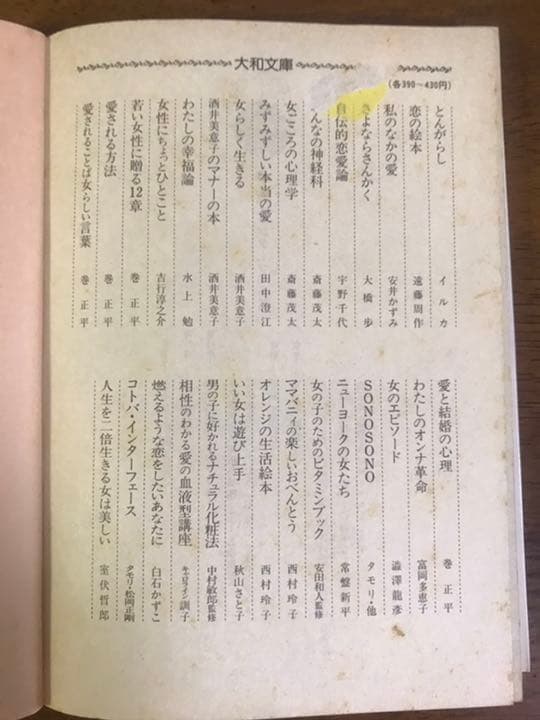 大和文庫
(各390〜430円)
とんがらし イルカ
恋の絵本 遠藤周作
私のなかの愛 安井かずみ
さよならさんかく 大橋歩
自伝的恋愛論 宇野千代
んなの神経科 斎藤茂太
女ごころの心理学 斎藤茂太
みずみずしい本当の愛 田中澄江
女らしく生きる 酒井美意子
酒井美意子のマナーの本 酒井美意子
わたしの幸福論 水上勉
女性にちょっとひとこと 吉行淳之介
若い女性に贈る12章 巻正平
愛される方法 巻正平
愛されることば女らしい言葉 巻正平
愛と結婚の心理 巻正平
わたしのオンナ革命 富岡多恵子
女のエピソード 澁澤龍彦
SONOSONO タモリ・他
ニューヨークの女たち 常盤新平
女の子のためのビタミンブック 安田和人監修
ママバニィの楽しいおべんとう 西村玲子
オレンジの生活絵本 西村玲子
いい女は遊び上手 秋山さと子
男の子に好かれるナチュラル化粧法 中村敏郎監修
相性のわかる愛の血液型講座 キャロライン訓子
燃えるような恋をしたいあなたに 白石かずこ
コトバ・インターフェース タモリ・松岡正剛
人生を二倍生きる女は美しい 室伏哲郎